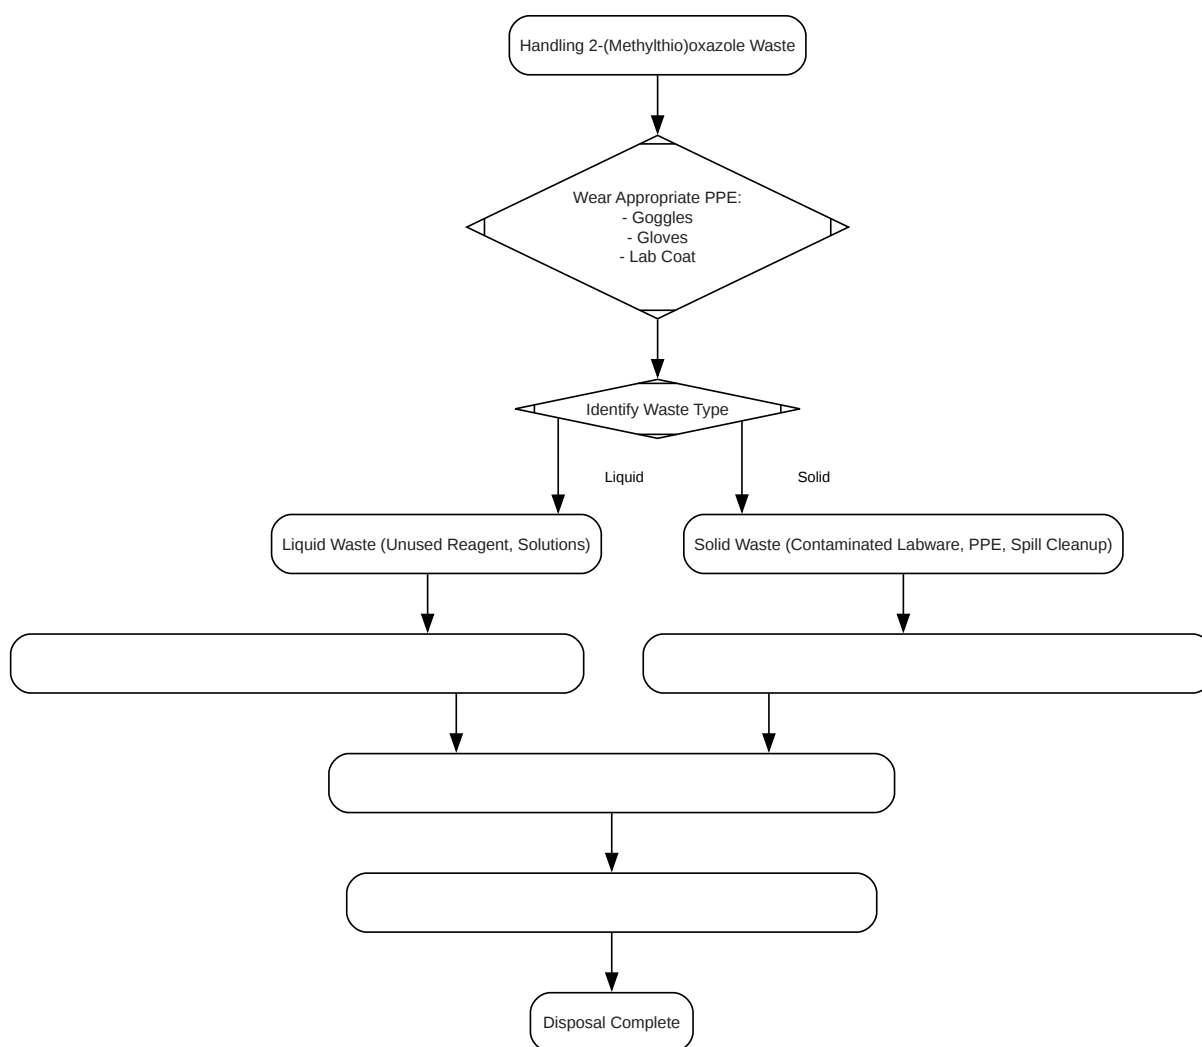 Handling 2-(Methylthio)oxazole Waste
Wear Appropriate PPE:
- Goggles
- Gloves
- Lab Coat
Identify Waste Type
Liquid
Solid
Liquid Waste (Unused Reagent, Solutions)
Solid Waste (Contaminated Labware, PPE, Spill Cleanup)
Disposal Complete